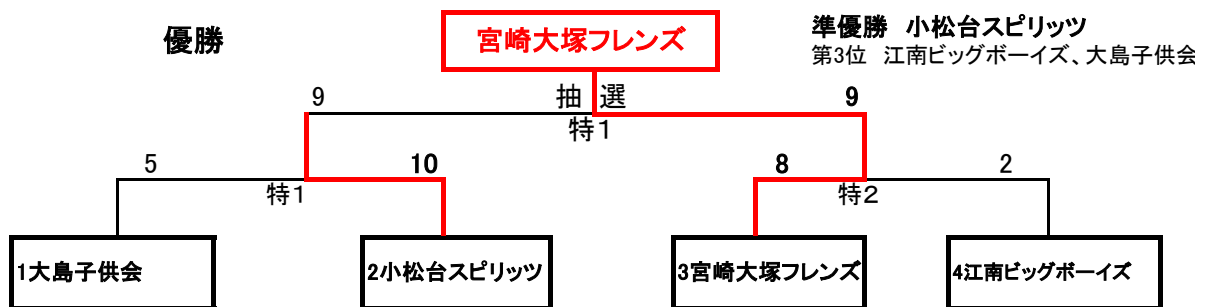 優勝
宮崎大塚フレンズ
準優勝 小松台スピリッツ
第3位 江南ビッグボーイズ、大島子供会
9
抽選
9
特1
5
10
8
2
特1
特2
1大島子供会
2小松台スピリッツ
3宮崎大塚フレンズ
4江南ビッグボーイズ